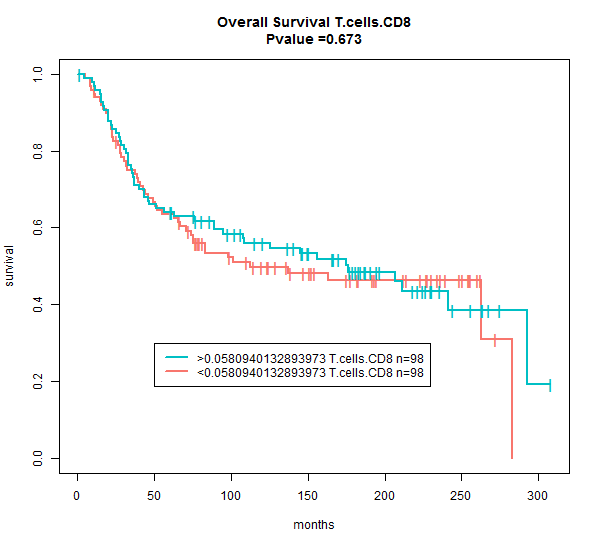 Overall Survival T.cells.CD8
Pvalue =0.673
survival
1.0
0.8
0.6
0.4
0.2
0.0
>0.0580940132893973 T.cells.CD8 n=98
<0.0580940132893973 T.cells.CD8 n=98
0 50 100 150 200 250 300
months